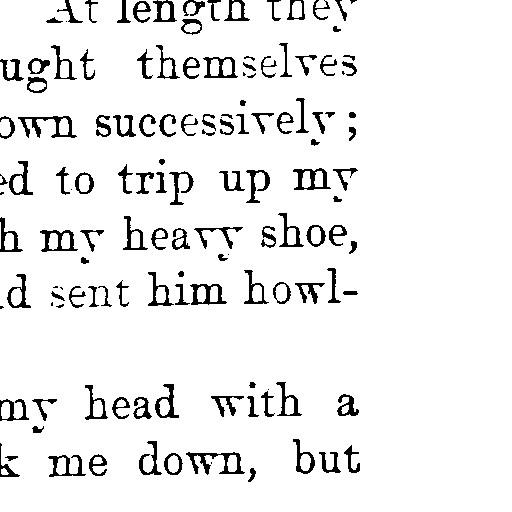 At length they
ught themselves
own successively;
ed to trip up my
h my heavy shoe,
d sent him howl-
my head with a
k me down, but